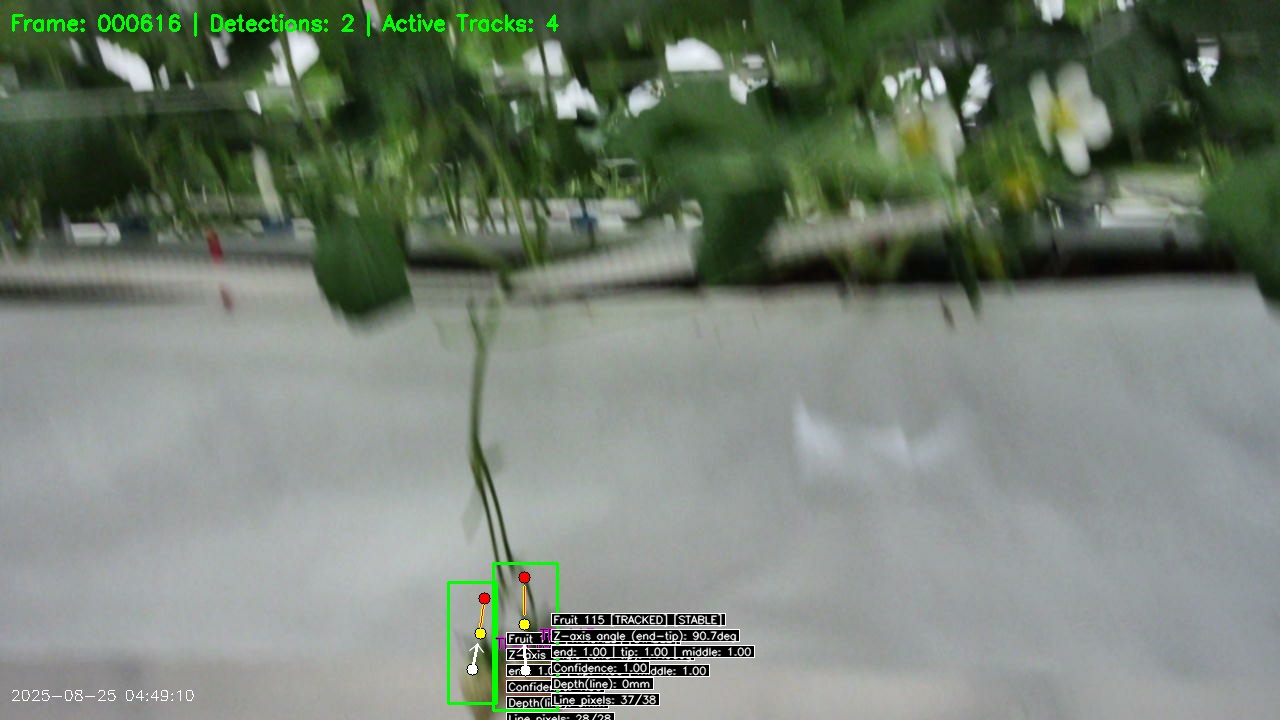 Frame: 000616 | Detections: 2 | Active Tracks: 4
Fruit 115 [TRACKED] [STABLE]
Z-axis angle (end-tip): 90.7deg
end: 1.00 | tip: 1.00 | middle: 1.00
Confidence: 1.00
Depth(line): 0mm
Line pixels: 37/38
Fruit
Line pixels: 28/28
2025-08-25 04:49:10